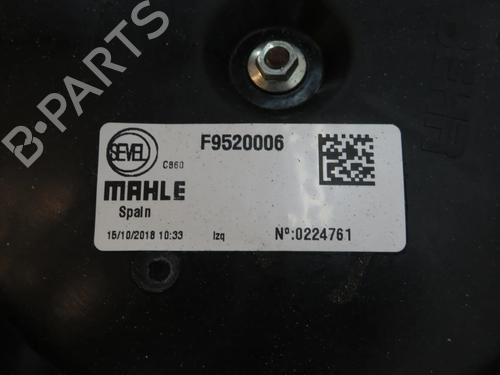 B-PARTS
SEVEL
C860
F9520006
MAHLE
Spain
15/10/2018 10:33
Izq
Nº:0224761